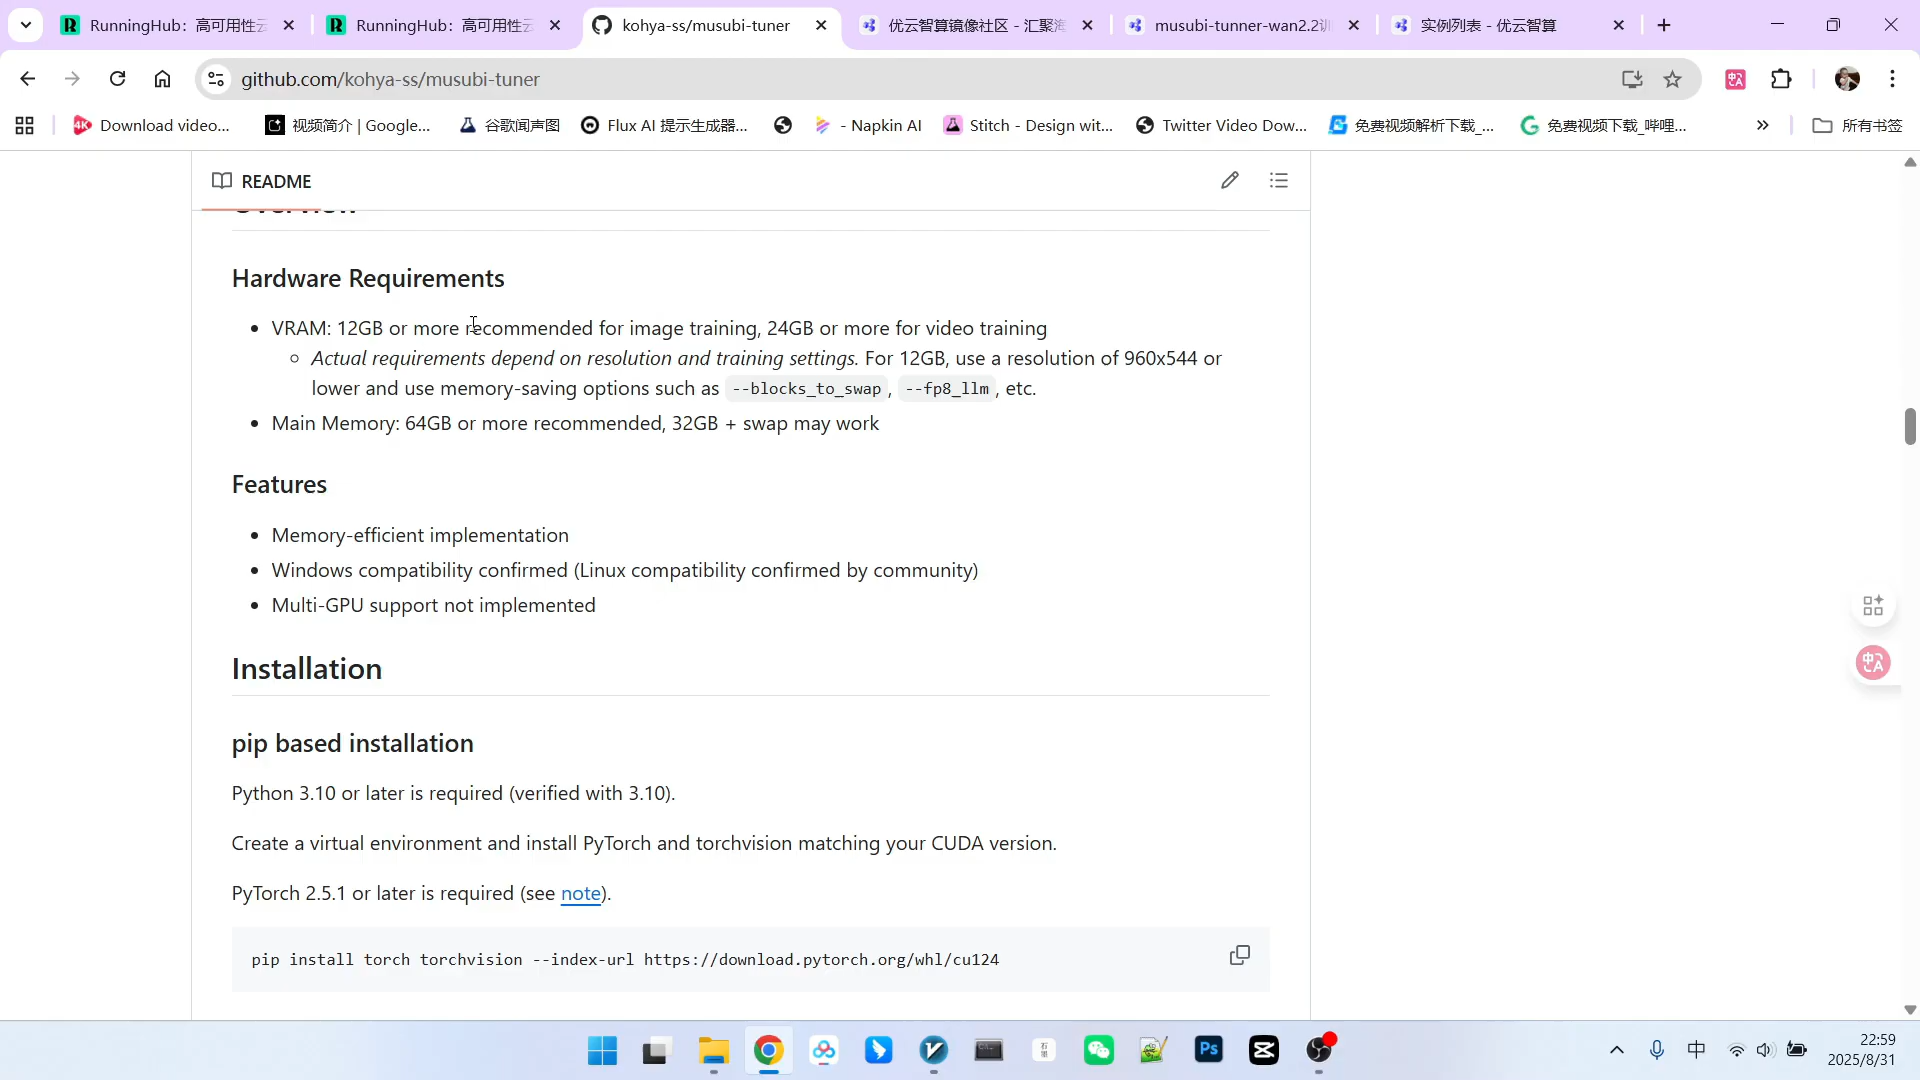 RunningHub：高可用性云
RunningHub：高可用性云
kohya-ss/musubi-tuner
优云智算镜像社区 - 汇聚海
musubi-tunner-wan2.2训
实例列表 - 优云智算
github.com/kohya-ss/musubi-tuner
Download video...
视频简介 | Google...
谷歌闻声图
Flux AI 提示生成器...
- Napkin AI
Stitch - Design wit...
Twitter Video Dow...
免费视频解析下载_...
免费视频下载_哔哩...
所有书签
README
Hardware Requirements
VRAM: 12GB or more recommended for image training, 24GB or more for video training
Actual requirements depend on resolution and training settings. For 12GB, use a resolution of 960x544 or
lower and use memory-saving options such as --blocks_to_swap, --fp8_llm, etc.
Main Memory: 64GB or more recommended, 32GB + swap may work
Features
Memory-efficient implementation
Windows compatibility confirmed (Linux compatibility confirmed by community)
Multi-GPU support not implemented
Installation
pip based installation
Python 3.10 or later is required (verified with 3.10).
Create a virtual environment and install PyTorch and torchvision matching your CUDA version.
PyTorch 2.5.1 or later is required (see note).
pip install torch torchvision --index-url https://download.pytorch.org/whl/cu124
中
22:59
2025/8/31